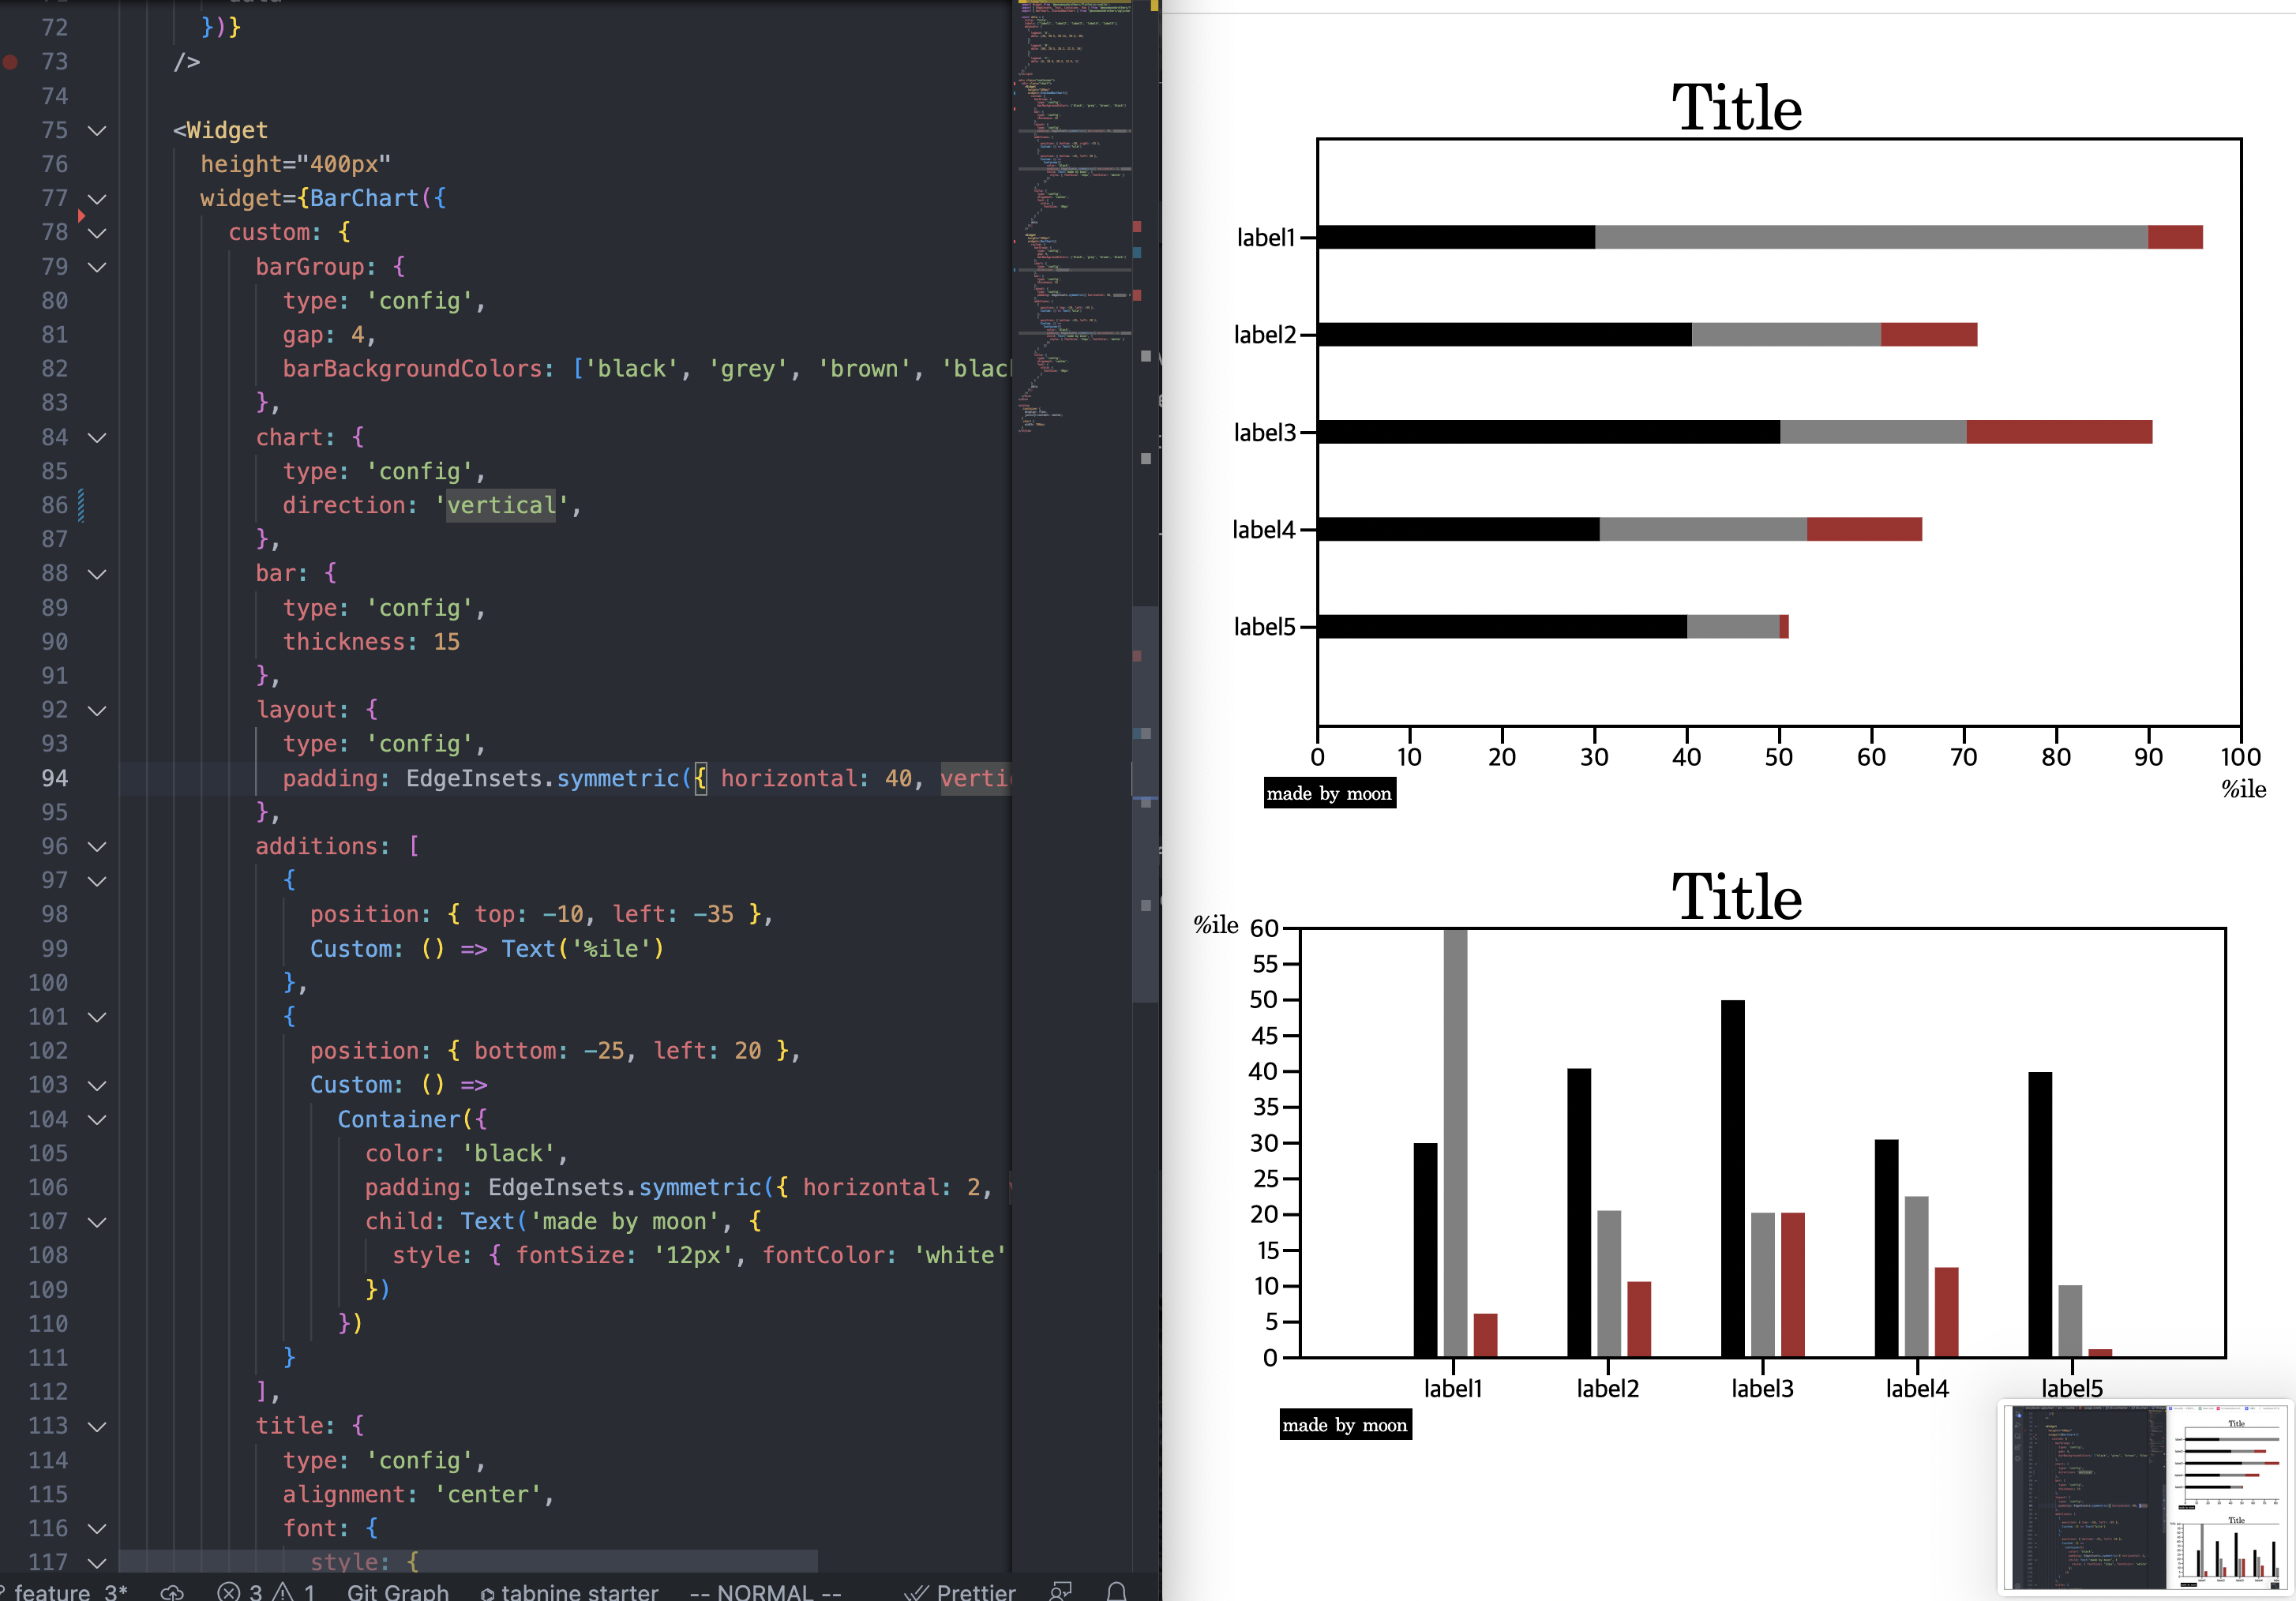 72 })}
73 />
74
75 <Widget
76 height="400px"
77 widget={BarChart({
78 custom: {
79 barGroup: {
80 type: 'config',
81 gap: 4,
82 barBackgroundColors: ['black', 'grey', 'brown', 'blac
83 },
84 chart: {
85 type: 'config',
86 direction: 'vertical',
87 },
88 bar: {
89 type: 'config',
90 thickness: 15
91 },
92 layout: {
93 type: 'config',
94 padding: EdgeInsets.symmetric({ horizontal: 40, verti
95 },
96 additions: [
97 {
98 position: { top: -10, left: -35 },
99 Custom: () => Text('%ile')
100 },
101 {
102 position: { bottom: -25, left: 20 },
103 Custom: () =>
104 Container({
105 color: 'black',
106 padding: EdgeInsets.symmetric({ horizontal: 2,
107 child: Text('made by moon', {
108 style: { fontSize: '12px', fontColor: 'white'
109 })
110 })
111 }
112 ],
113 title: {
114 type: 'config',
115 alignment: 'center',
116 font: {
117 style: {
feature 3* 3 1 Git Graph tabnine starter -- NORMAL -- Prettier
Title
label1
label2
label3
label4
label5
0 10 20 30 40 50 60 70 80 90 100
made by moon %ile
Title
%ile 60
55
50
45
40
35
30
25
20
15
10
5
0
label1 label2 label3 label4 label5
made by moon
Title
Title